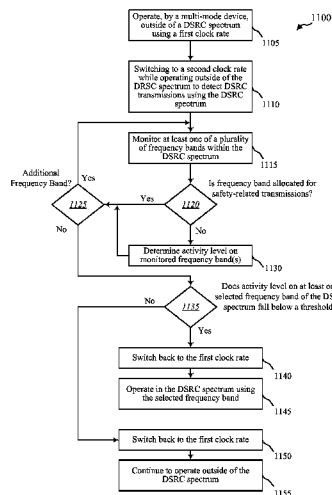 1100
Operate, by a multi-mode device,
outside of a DSRC spectrum
using a first clock rate
1105
Switching to a second clock rate
while operating outside of the
DRSC spectrum to detect DSRC
transmissions using the DSRC
spectrum
1110
Monitor at least one of a plurality
of frequency bands within the
DSRC spectrum
1115
Additional
Frequency Band?
Yes
1125
No
Yes
1120
No
Is frequency band allocated for
safety-related transmissions?
Determine activity level on
monitored frequency band(s)
1130
Does activity level on at least
selected frequency band of the
spectrum fall below a threshold
No
1135
Yes
Switch back to the first clock rate
1140
Operate in the DSRC spectrum using
the selected frequency band
1145
Switch back to the first clock rate
1150
Continue to operate outside of the
DSRC spectrum
1155